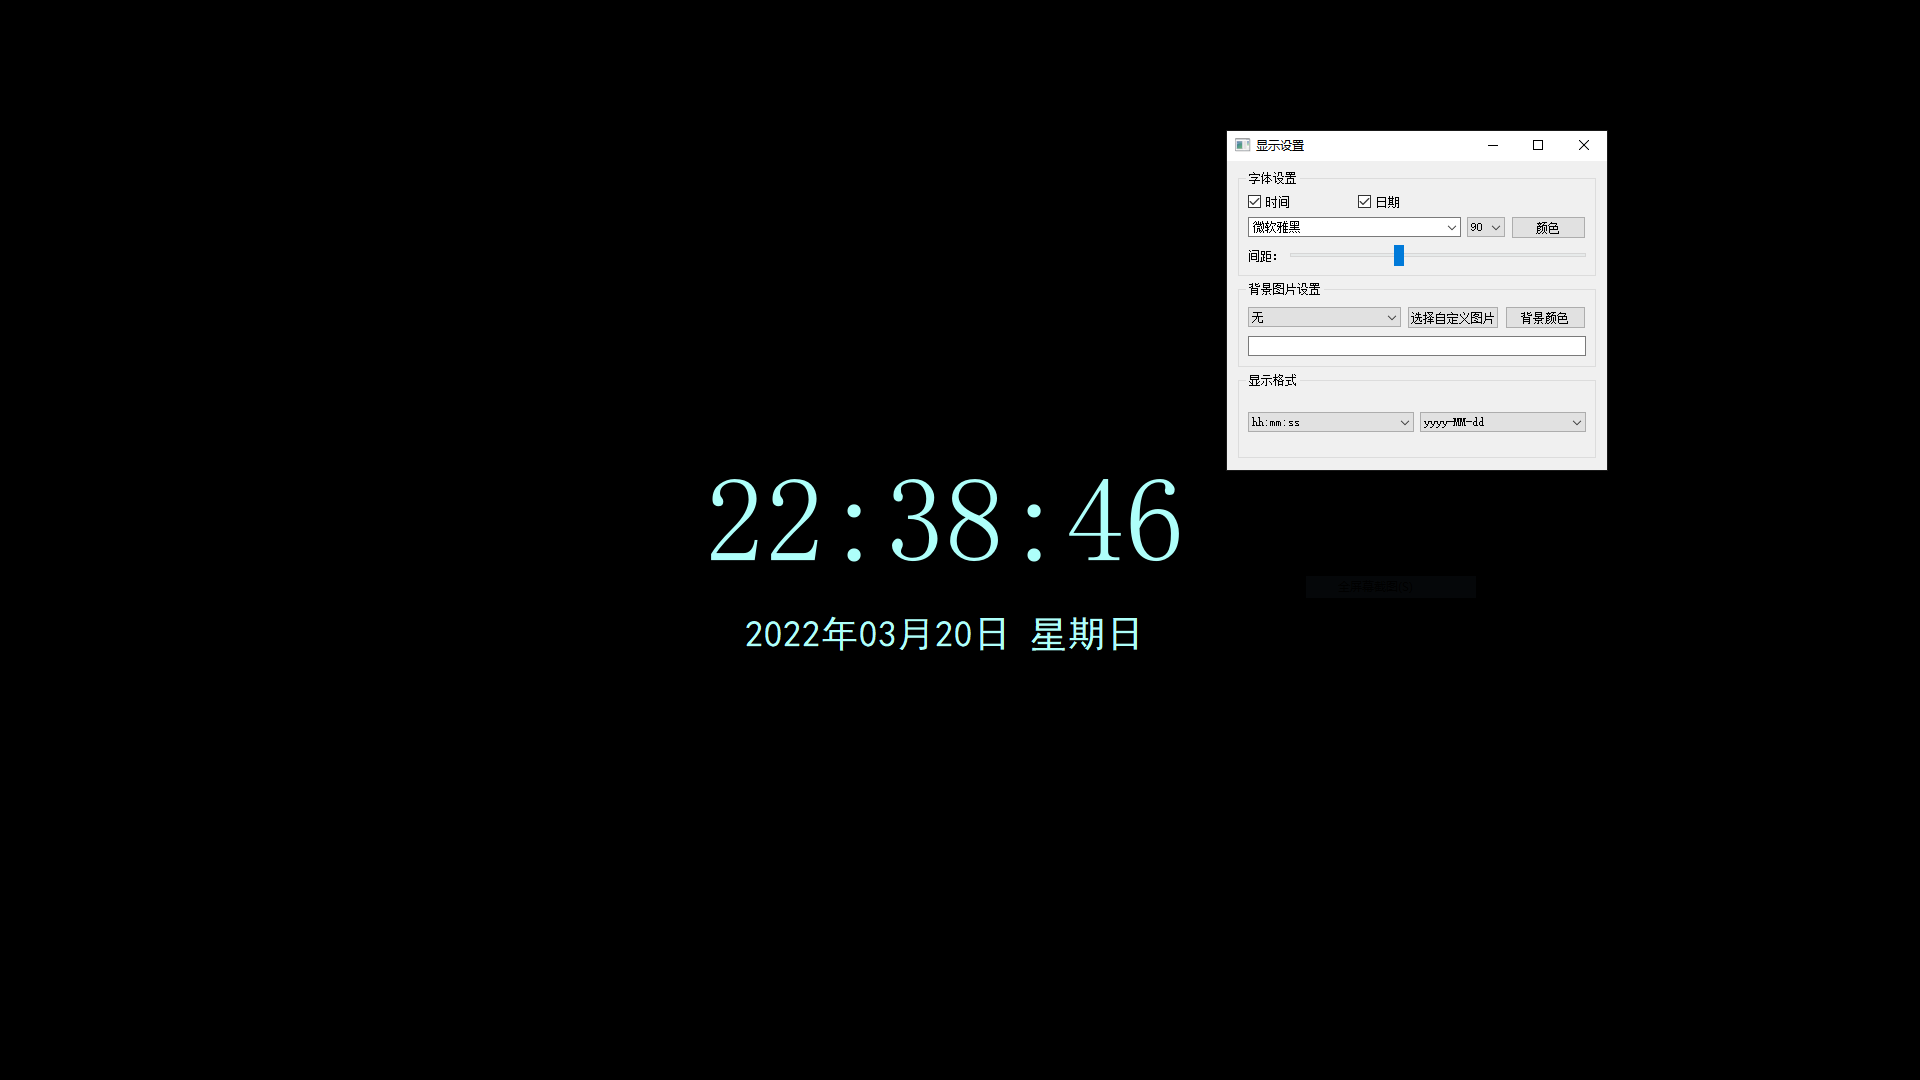 显示设置
字体设置
时间 日期
微软雅黑 90 颜色
间距：
背景图片设置
无 选择自定义图片 背景颜色
显示格式
hh:mm:ss yyyy-MM-dd
22:38:46
2022年03月20日 星期日